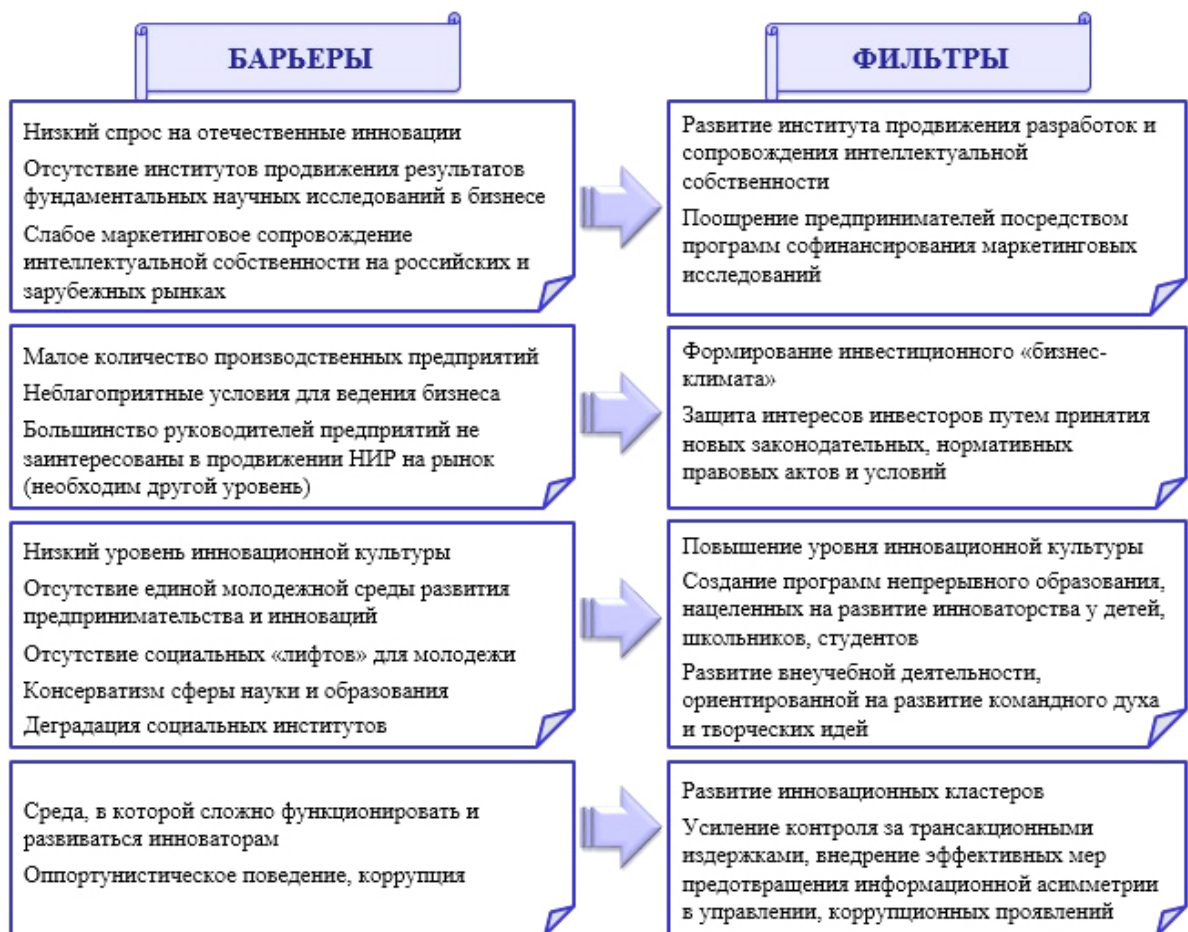 БАРЬЕРЫ
ФИЛЬТРЫ
Низкий спрос на отечественные инновации
Отсутствие институтов продвижения результатов
фундаментальных научных исследований в бизнесе
Слабое маркетинговое сопровождение
интеллектуальной собственности на российских и
зарубежных рынках
Развитие института продвижения разработок и
сопровождения интеллектуальной
собственности
Поощрение предпринимателей посредством
программ софинансирования маркетинговых
исследований
Малое количество производственных предприятий
Неблагоприятные условия для ведения бизнеса
Большинство руководителей предприятий не
заинтересованы в продвижении НИР на рынок
(необходим другой уровень)
Формирование инвестиционного «бизнес-
климата»
Защита интересов инвесторов путем принятия
новых законодательных, нормативных
правовых актов и условий
Низкий уровень инновационной культуры
Отсутствие единой молодежной среды развития
предпринимательства и инноваций
Отсутствие социальных «лифтов» для молодежи
Консерватизм сферы науки и образования
Деградация социальных институтов
Повышение уровня инновационной культуры
Создание программ непрерывного образования,
нацеленных на развитие инноваторства у детей,
школьников, студентов
Развитие внеучебной деятельности,
ориентированной на развитие командного духа
и творческих идей
Среда, в которой сложно функционировать и
развиваться инноваторам
Оппортунистическое поведение, коррупция
Развитие инновационных кластеров
Усиление контроля за трансакционными
издержками, внедрение эффективных мер
предотвращения информационной асимметрии
в управлении, коррупционных проявлений